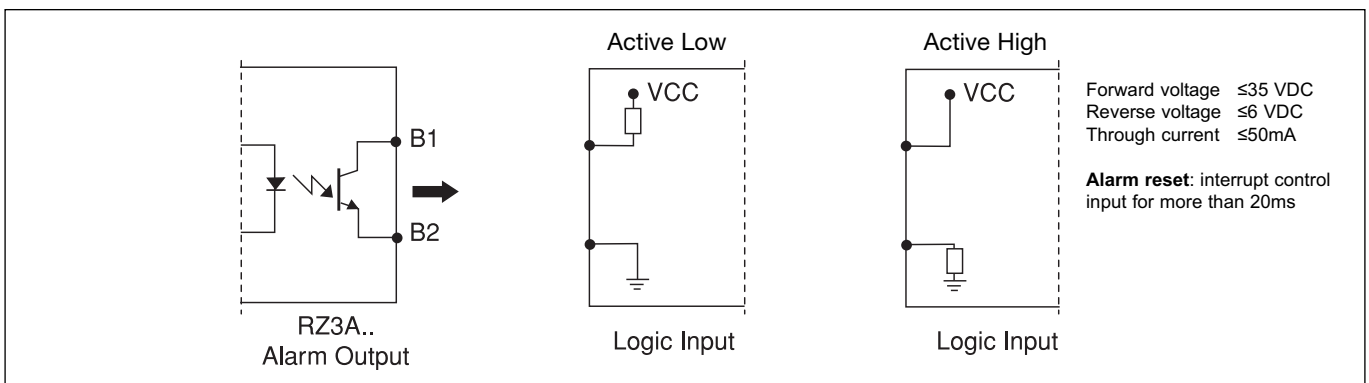 B1
B2
RZ3A..
Alarm Output
Active Low
VCC
Logic Input
Active High
VCC
Logic Input
Forward voltage ≤35 VDC
Reverse voltage ≤6 VDC
Through current ≤50mA
Alarm reset: interrupt control
input for more than 20ms